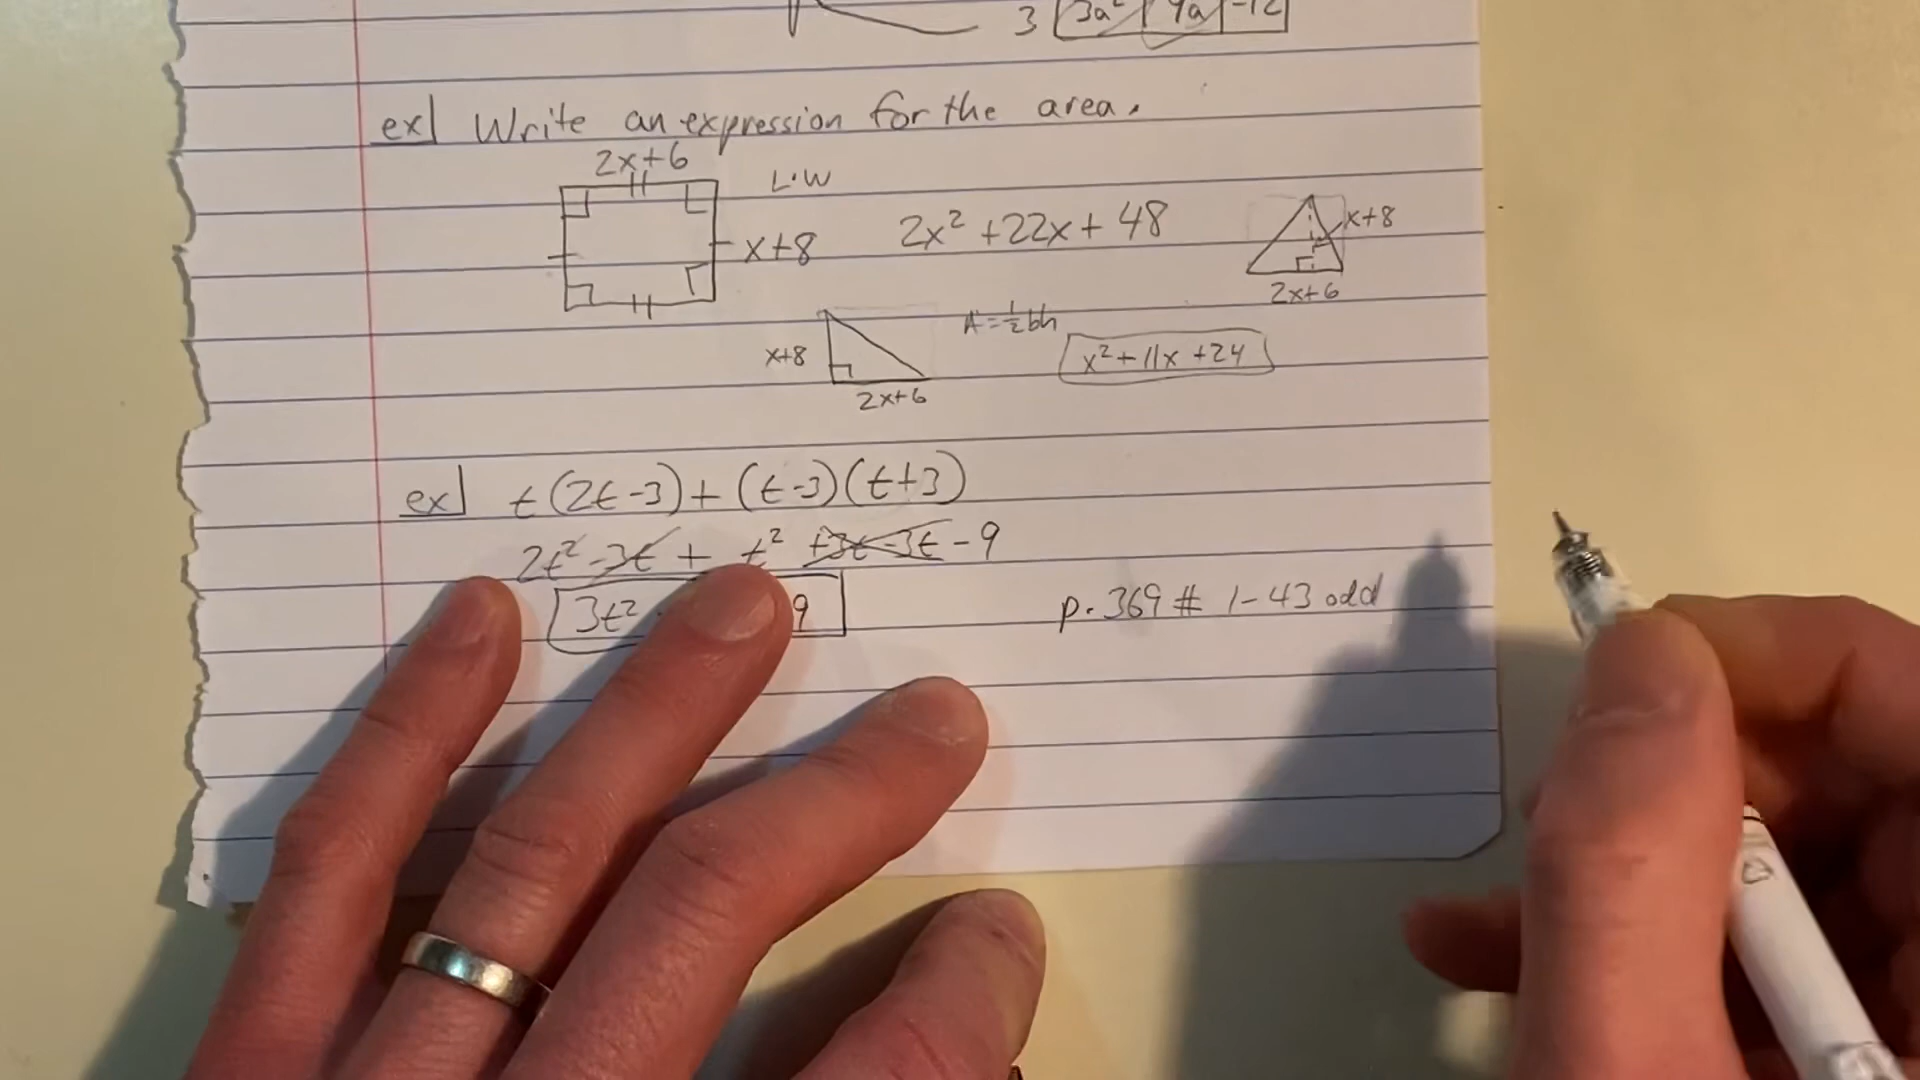 3 3a² 9a -12
ex| Write an expression for the area.
2x+6
L·W
x+8
2x² +22x+ 48
x+8
2x+6
A=½bh
x+8
x²+11x +24
2x+6
ex| t(2t-3)+(t-3)(t+3)
2t² -3t + t² +3t -3t -9
3t² 9
p. 369 # 1-43 odd